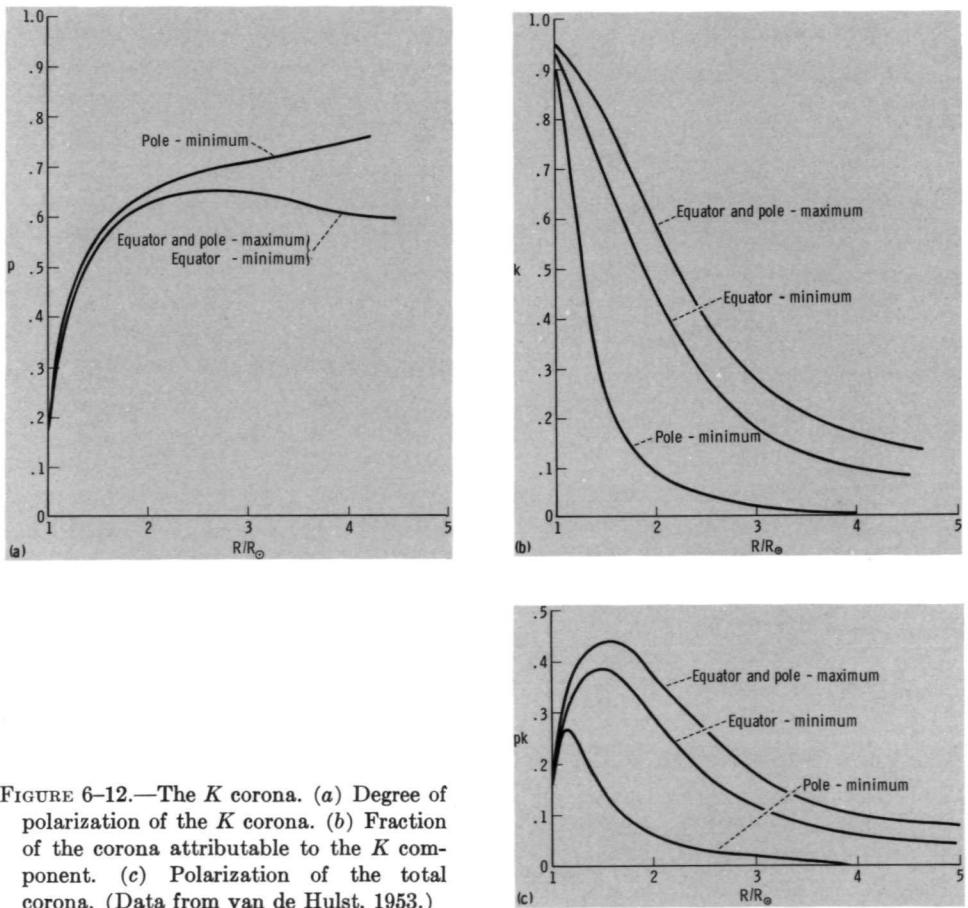 1.0
.9
.8
.7
.6
.5
.4
.3
.2
.1
0
p
Pole - minimum
Equator and pole - maximum}
Equator - minimum}
1 2 3 4 5
R/R☉
(a)
1.0
.9
.8
.7
.6
.5
.4
.3
.2
.1
0
k
Equator and pole - maximum
Equator - minimum
Pole - minimum
1 2 3 4 5
R/R☉
(b)
.5
.4
.3
.2
.1
0
pk
Equator and pole - maximum
Equator - minimum
Pole - minimum
1 2 3 4 5
R/R☉
(c)
FIGURE 6–12.—The K corona. (a) Degree of
polarization of the K corona. (b) Fraction
of the corona attributable to the K com-
ponent. (c) Polarization of the total
corona. (Data from van de Hulst, 1953.)